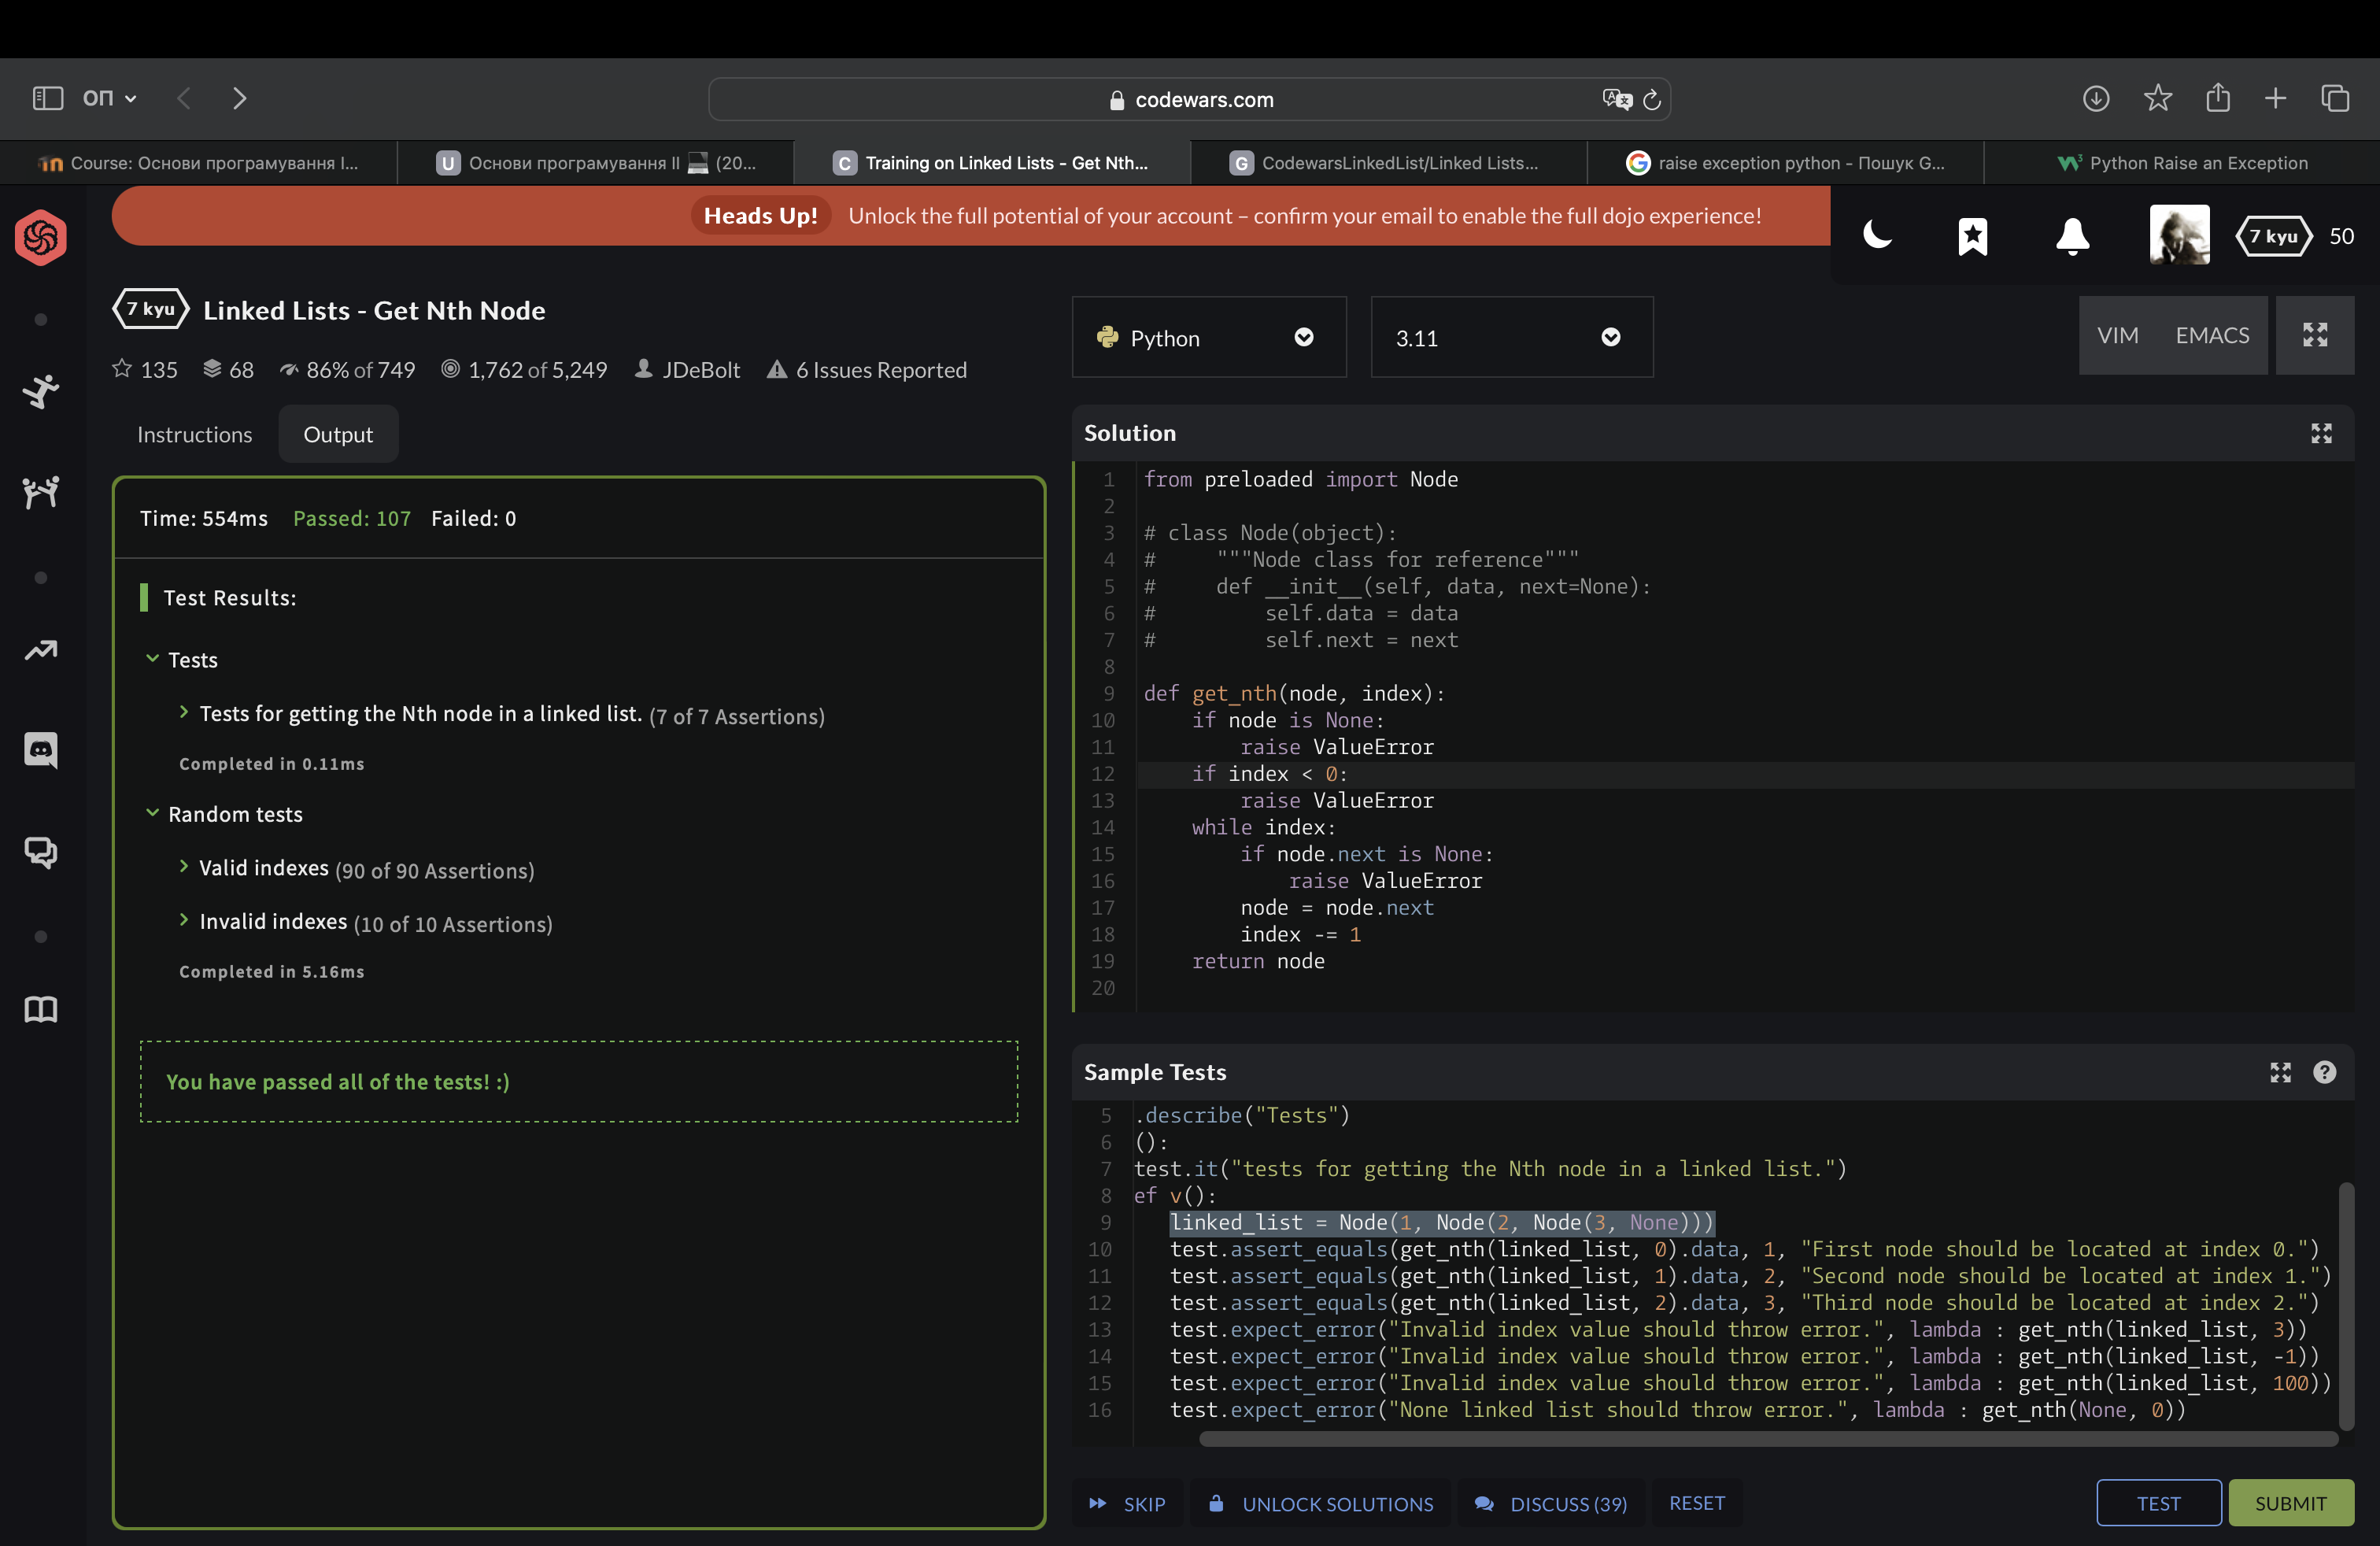 ОП
codewars.com
Course: Основи програмування І...
U Основи програмування ІІ 💻 (20...
C Training on Linked Lists - Get Nth...
G CodewarsLinkedList/Linked Lists...
raise exception python - Пошук G...
Python Raise an Exception
Heads Up! Unlock the full potential of your account – confirm your email to enable the full dojo experience!
7 kyu 50
7 kyu Linked Lists - Get Nth Node
135 68 86% of 749 1,762 of 5,249 JDeBolt 6 Issues Reported
Instructions Output
Time: 554ms Passed: 107 Failed: 0
Test Results:
Tests
Tests for getting the Nth node in a linked list. (7 of 7 Assertions)
Completed in 0.11ms
Random tests
Valid indexes (90 of 90 Assertions)
Invalid indexes (10 of 10 Assertions)
Completed in 5.16ms
You have passed all of the tests! :)
Python 3.11 VIM EMACS
Solution
1 from preloaded import Node
2
3 # class Node(object):
4 #     """Node class for reference"""
5 #     def __init__(self, data, next=None):
6 #         self.data = data
7 #         self.next = next
8
9 def get_nth(node, index):
10     if node is None:
11         raise ValueError
12     if index < 0:
13         raise ValueError
14     while index:
15         if node.next is None:
16             raise ValueError
17         node = node.next
18         index -= 1
19     return node
20
Sample Tests
5 .describe("Tests")
6 ():
7 test.it("tests for getting the Nth node in a linked list.")
8 ef v():
9    linked_list = Node(1, Node(2, Node(3, None)))
10    test.assert_equals(get_nth(linked_list, 0).data, 1, "First node should be located at index 0.")
11    test.assert_equals(get_nth(linked_list, 1).data, 2, "Second node should be located at index 1.")
12    test.assert_equals(get_nth(linked_list, 2).data, 3, "Third node should be located at index 2.")
13    test.expect_error("Invalid index value should throw error.", lambda : get_nth(linked_list, 3))
14    test.expect_error("Invalid index value should throw error.", lambda : get_nth(linked_list, -1))
15    test.expect_error("Invalid index value should throw error.", lambda : get_nth(linked_list, 100))
16    test.expect_error("None linked list should throw error.", lambda : get_nth(None, 0))
SKIP UNLOCK SOLUTIONS DISCUSS (39) RESET TEST SUBMIT